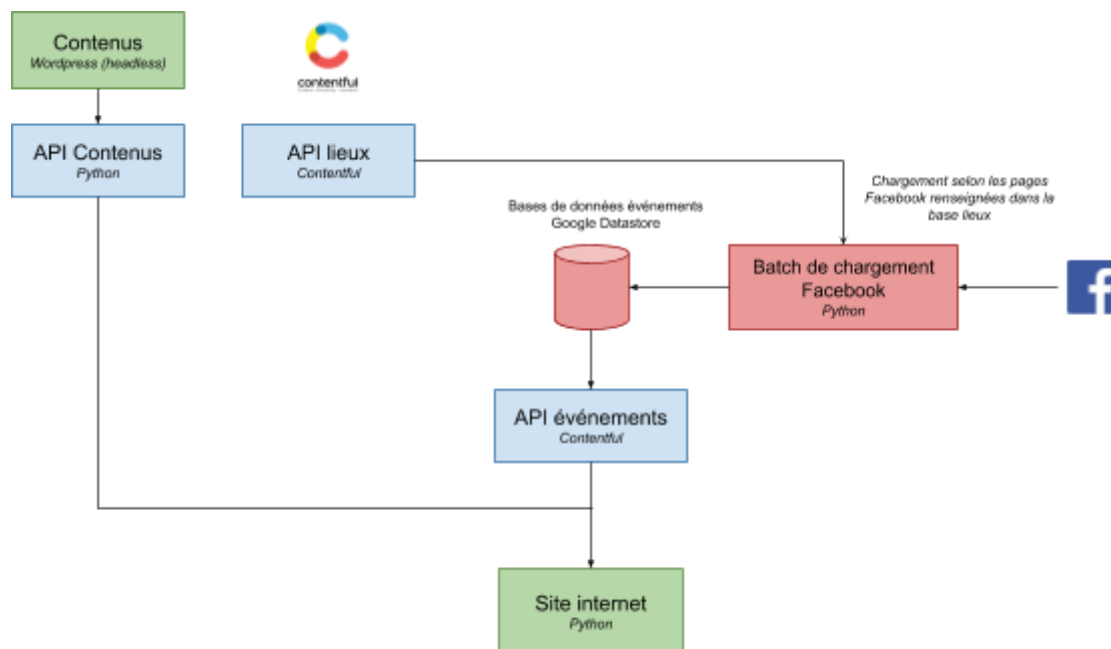 Contenus
Wordpress (headless)
contentful
API Contenus
Python
API lieux
Contentful
Chargement selon les pages
Facebook renseignées dans la
base lieux
Bases de données événements
Google Datastore
Batch de chargement
Facebook
Python
f
API événements
Contentful
Site internet
Python